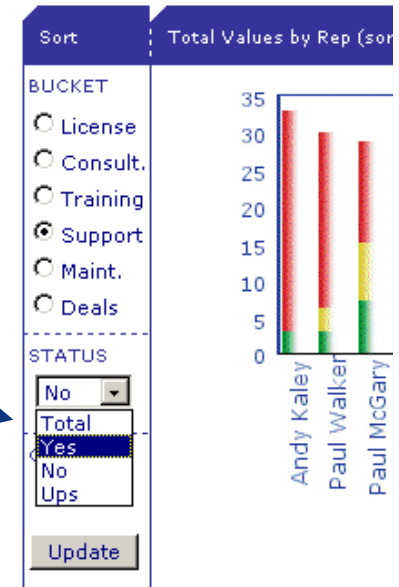 Sort
Total Values by Rep (sor
BUCKET
License
Consult.
Training
Support
Maint.
Deals
STATUS
No
Total
Yes
No
Ups
Update
35
30
25
20
15
10
5
0
Andy Kaley
Paul Walker
Paul McGary